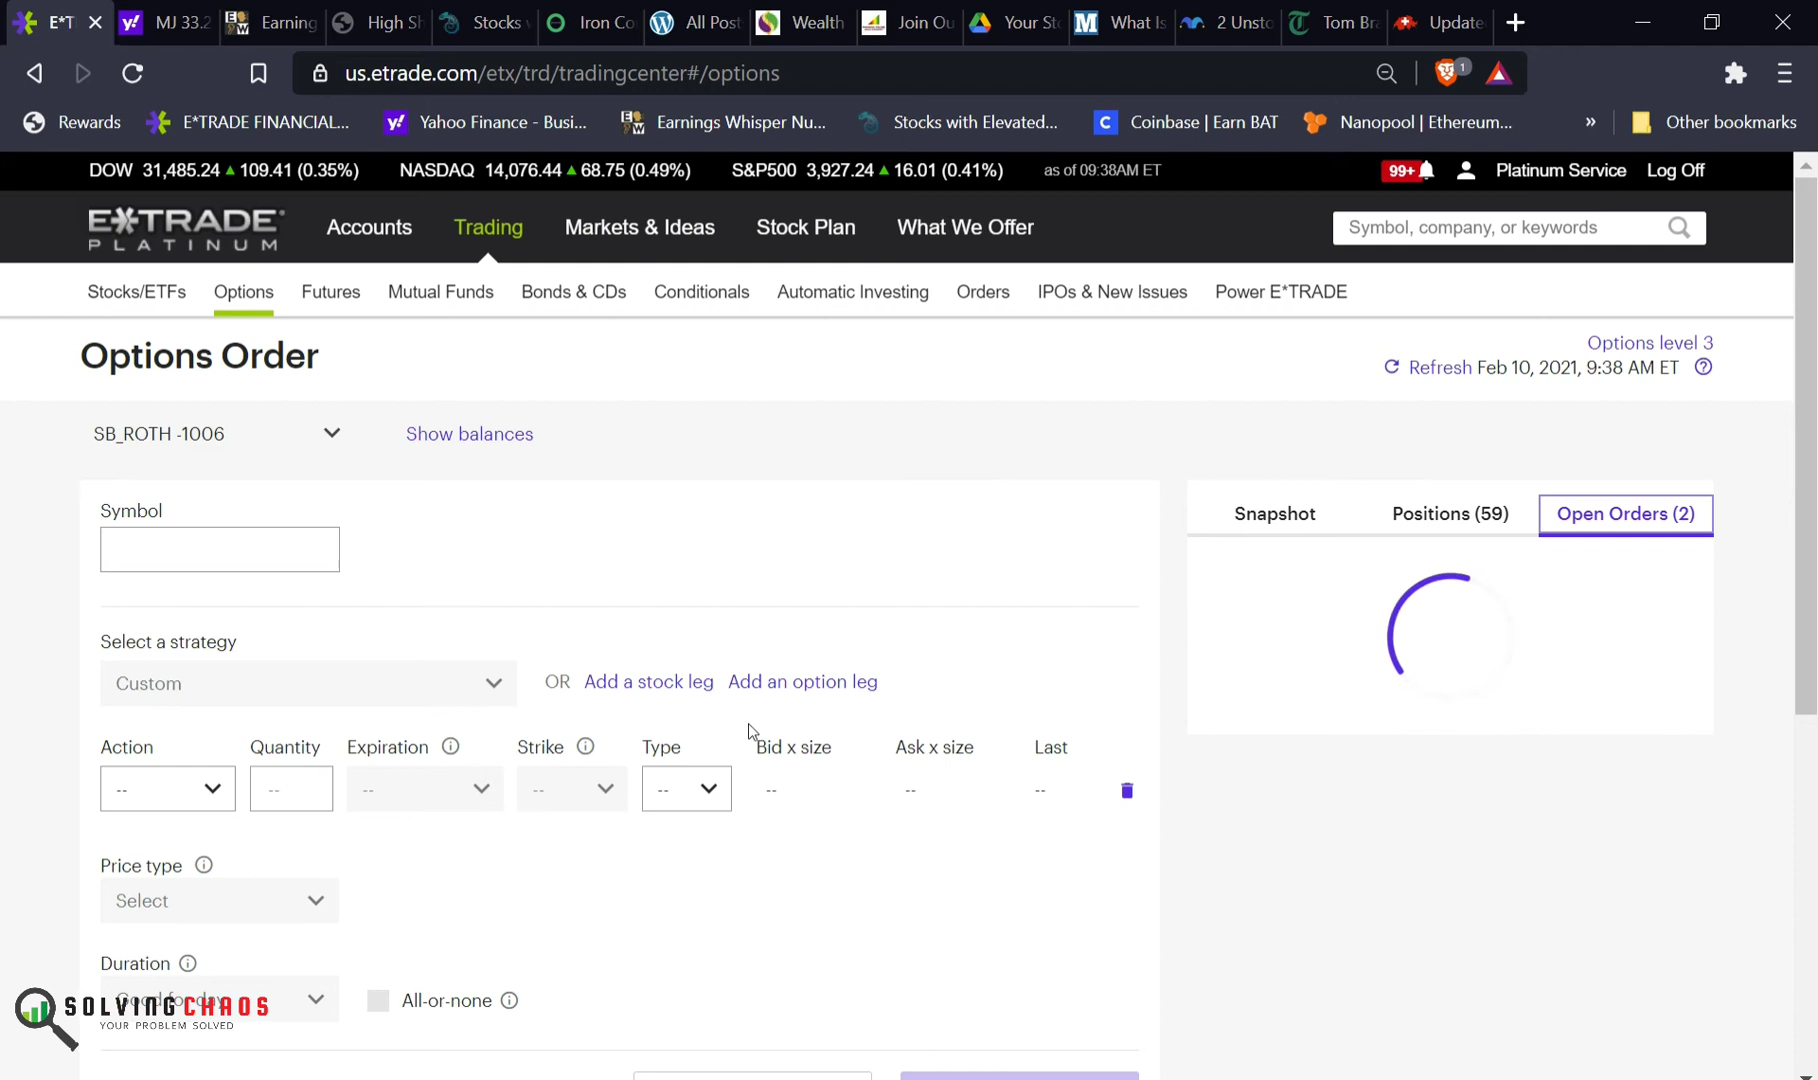 E*T
MJ 33.2
Earning
High Sh
Stocks w
Iron Co
All Post
Wealth
Join Ou
Your Sto
What Is
2 Unsto
Tom Bra
Update
us.etrade.com/etx/trd/tradingcenter#/options
1
Rewards
E*TRADE FINANCIAL...
Yahoo Finance - Busi...
Earnings Whisper Nu...
Stocks with Elevated...
Coinbase | Earn BAT
Nanopool | Ethereum...
»
Other bookmarks
DOW 31,485.24 ▲ 109.41 (0.35%)
NASDAQ 14,076.44 ▲ 68.75 (0.49%)
S&P500 3,927.24 ▲ 16.01 (0.41%)
as of 09:38AM ET
99+
Platinum Service
Log Off
E*TRADE
PLATINUM
Accounts
Trading
Markets & Ideas
Stock Plan
What We Offer
Symbol, company, or keywords
Stocks/ETFs
Options
Futures
Mutual Funds
Bonds & CDs
Conditionals
Automatic Investing
Orders
IPOs & New Issues
Power E*TRADE
Options Order
Options level 3
Refresh Feb 10, 2021, 9:38 AM ET
SB_ROTH -1006
Show balances
Symbol
Snapshot
Positions (59)
Open Orders (2)
Select a strategy
Custom
OR
Add a stock leg
Add an option leg
Action
Quantity
Expiration
Strike
Type
Bid x size
Ask x size
Last
--
--
--
--
--
--
--
--
Price type
Select
Duration
Good for day
All-or-none
SOLVINGCHAOS
YOUR PROBLEM SOLVED